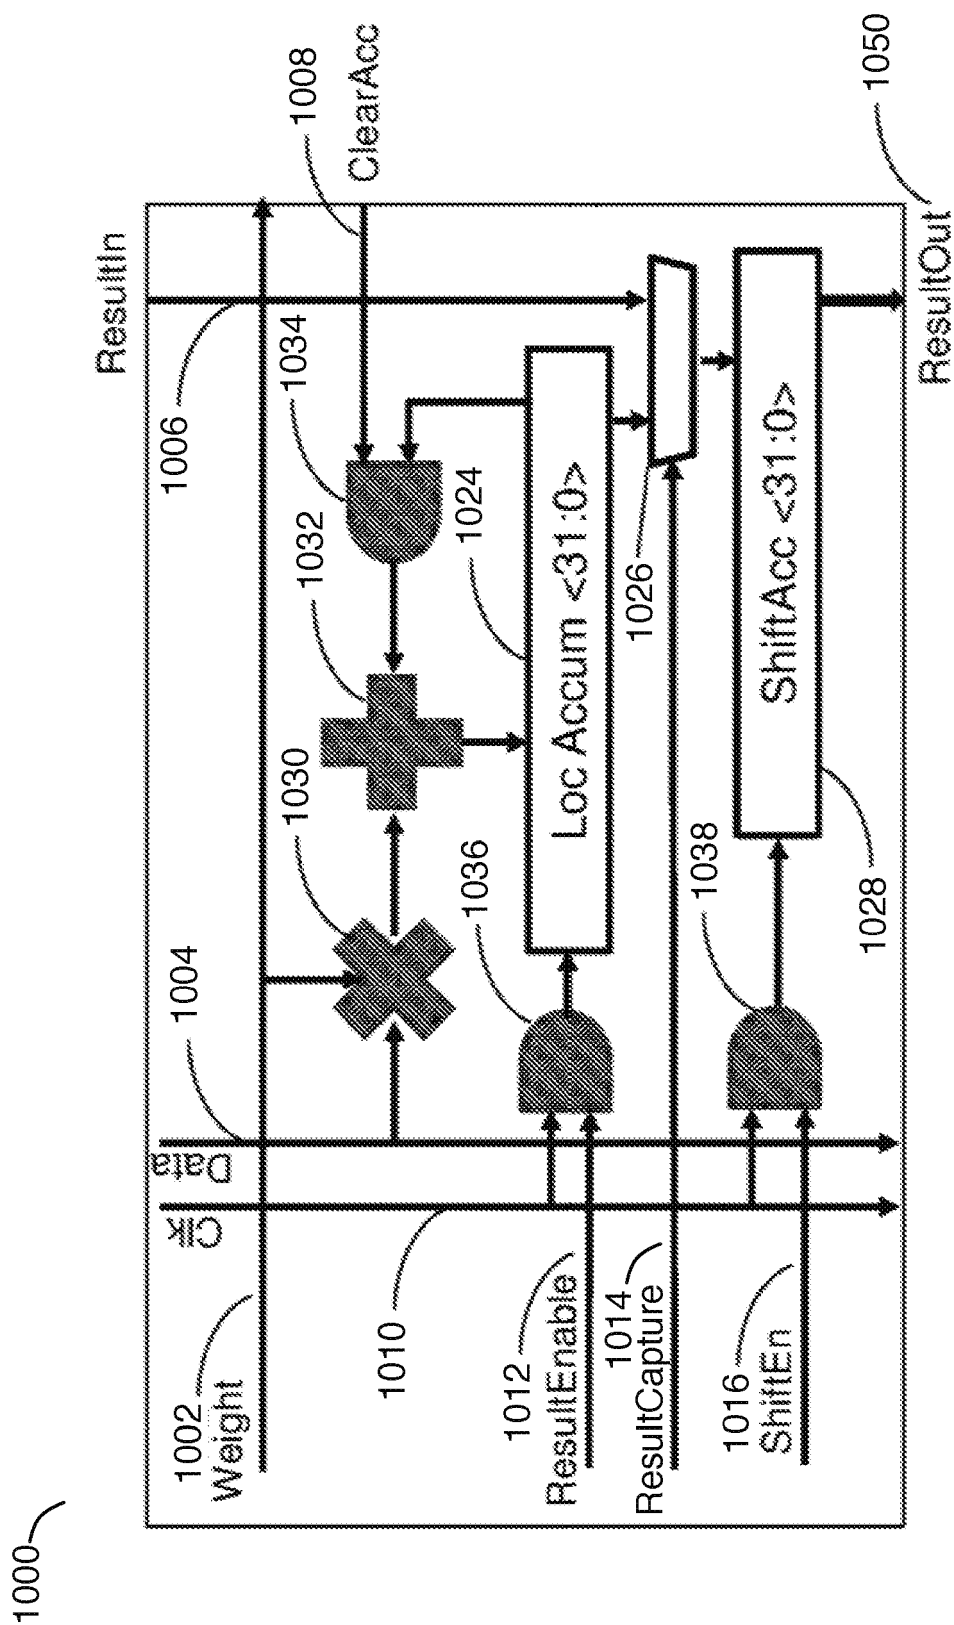 1000
ResultIn
1002
Weight
Clk
Data
1004
1006
1008
ClearAcc
1010
1030
1032
1034
1012
ResultEnable
1036
Loc Accum <31:0>
1024
1014
ResultCapture
1026
1016
ShiftEn
1038
ShiftAcc <31:0>
1028
ResultOut
1050